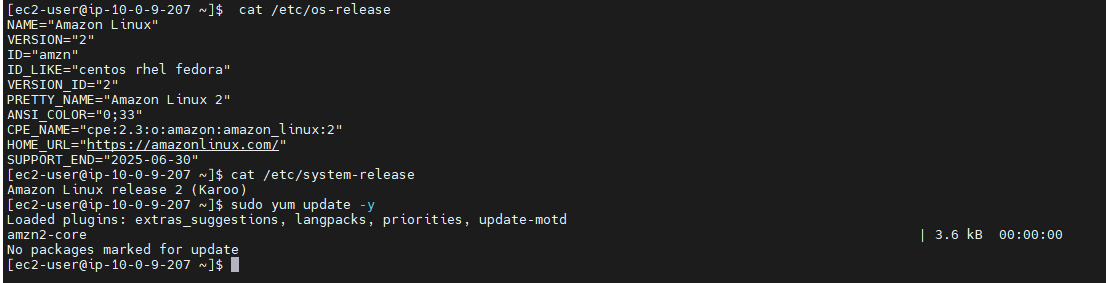 [ec2-user@ip-10-0-9-207 ~]$  cat /etc/os-release
NAME="Amazon Linux"
VERSION="2"
ID="amzn"
ID_LIKE="centos rhel fedora"
VERSION_ID="2"
PRETTY_NAME="Amazon Linux 2"
ANSI_COLOR="0;33"
CPE_NAME="cpe:2.3:o:amazon:amazon_linux:2"
HOME_URL="https://amazonlinux.com/"
SUPPORT_END="2025-06-30"
[ec2-user@ip-10-0-9-207 ~]$ cat /etc/system-release
Amazon Linux release 2 (Karoo)
[ec2-user@ip-10-0-9-207 ~]$ sudo yum update -y
Loaded plugins: extras_suggestions, langpacks, priorities, update-motd
amzn2-core | 3.6 kB  00:00:00
No packages marked for update
[ec2-user@ip-10-0-9-207 ~]$